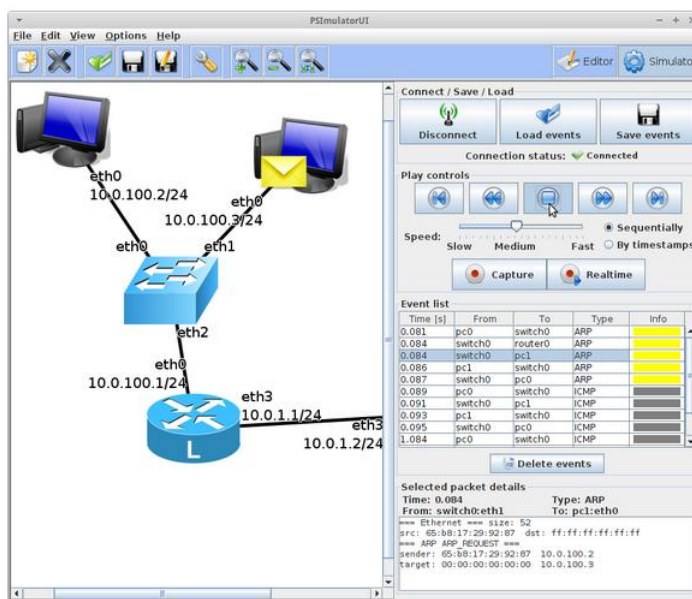 PSImulatorUI
File Edit View Options Help
Editor
Simulato
eth0
10.0.100.2/24
eth0
10.0.100.3/24
eth0
eth1
eth2
eth0
10.0.100.1/24
eth3
10.0.1.1/24
eth3
10.0.1.2/24
L
Connect / Save / Load
Disconnect
Load events
Save events
Connection status: Connected
Play controls
Speed:
Slow Medium Fast
Sequentially
By timestamps
Capture
Realtime
Event list
Time [s] From To Type Info
0.081 pc0 switch0 ARP
0.084 switch0 router0 ARP
0.084 switch0 pc1 ARP
0.086 pc1 switch0 ARP
0.087 switch0 pc0 ARP
0.089 pc0 switch0 ICMP
0.091 switch0 pc1 ICMP
0.093 pc1 switch0 ICMP
0.095 switch0 pc0 ICMP
1.084 pc0 switch0 ICMP
Delete events
Selected packet details
Time: 0.084 Type: ARP
From: switch0:eth1 To: pc1:eth0
=== Ethernet === size: 52
src: 65:b8:17:29:92:87 dst: ff:ff:ff:ff:ff:ff
=== ARP ARP_REQUEST ===
sender: 65:b8:17:29:92:87 10.0.100.2
target: 00:00:00:00:00:00 10.0.100.3